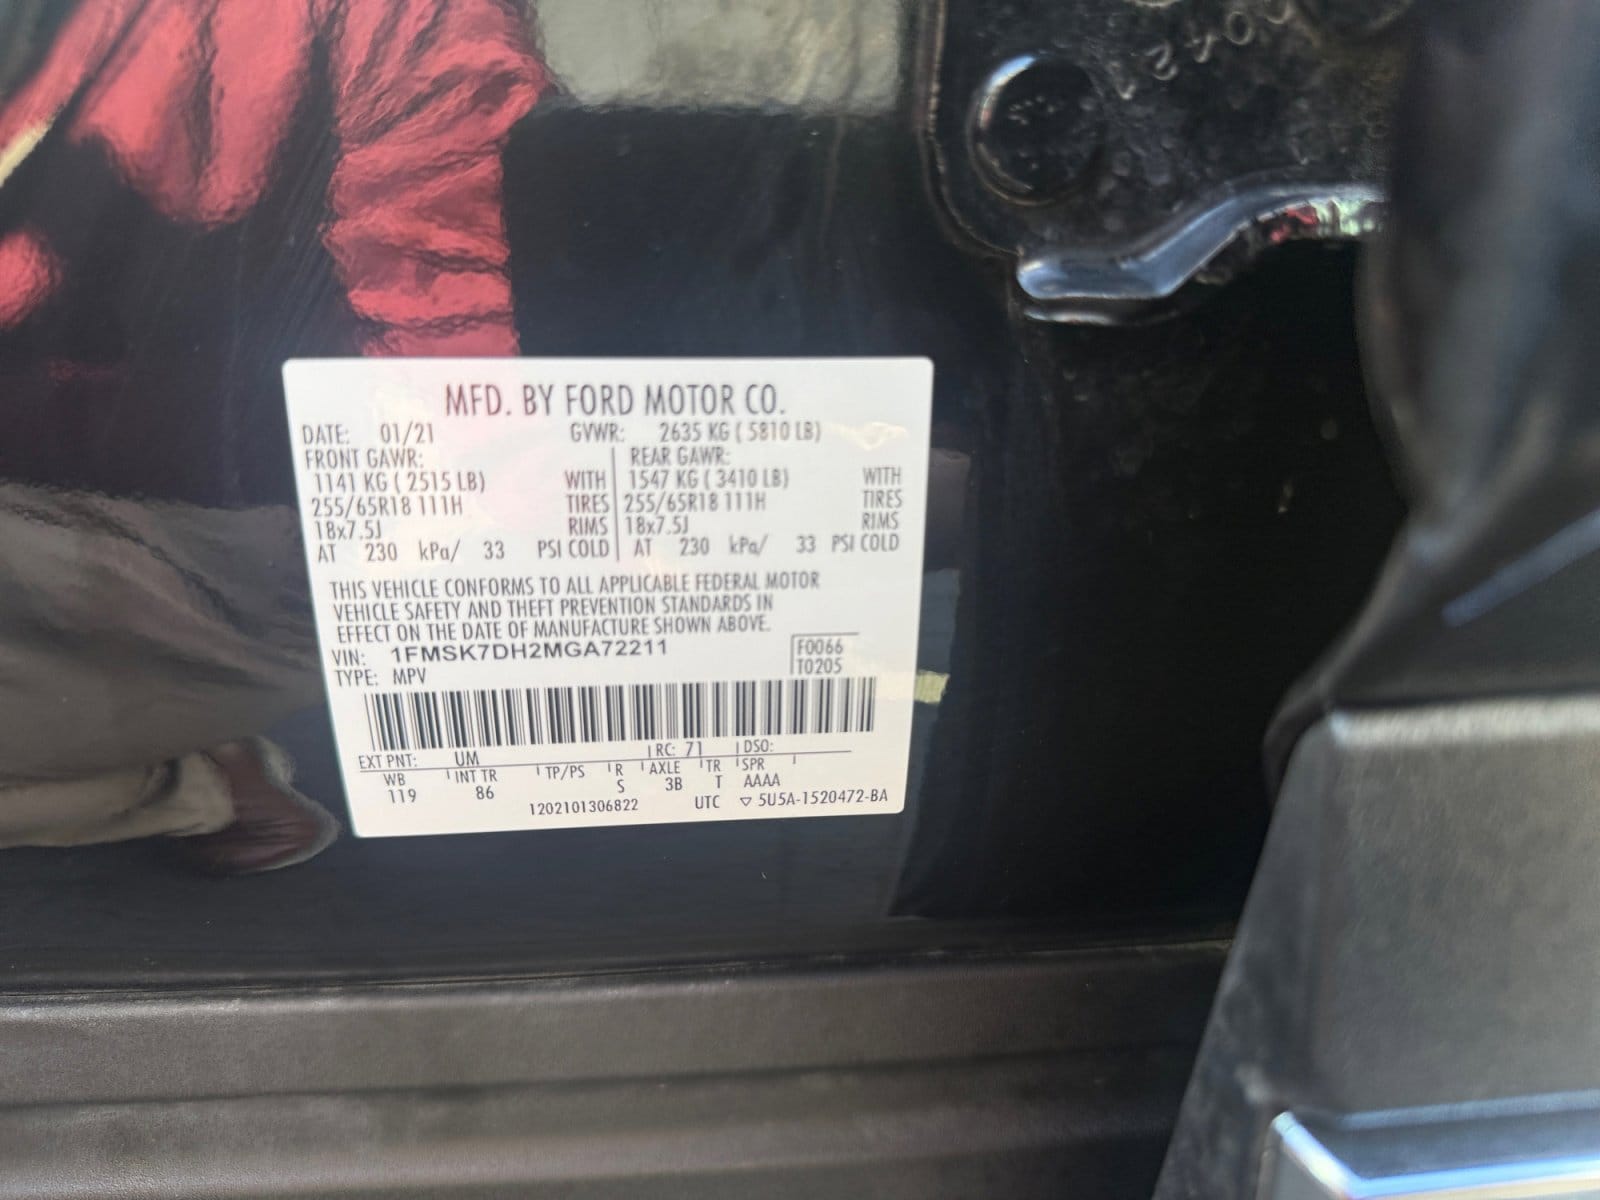 MFD. BY FORD MOTOR CO.
DATE: 01/21 GVWR: 2635 KG ( 5810 LB)
FRONT GAWR: REAR GAWR:
1141 KG ( 2515 LB) WITH 1547 KG ( 3410 LB) WITH
255/65R18 111H TIRES 255/65R18 111H TIRES
18x7.5J RIMS 18x7.5J RIMS
AT 230 kPa/ 33 PSI COLD AT 230 kPa/ 33 PSI COLD
THIS VEHICLE CONFORMS TO ALL APPLICABLE FEDERAL MOTOR
VEHICLE SAFETY AND THEFT PREVENTION STANDARDS IN
EFFECT ON THE DATE OF MANUFACTURE SHOWN ABOVE.
VIN: 1FMSK7DH2MGA72211 F0066
TYPE: MPV T0205
EXT PNT: UM RC: 71 DSO:
WB INT TR TP/PS R AXLE TR SPR
119 86 S 3B T AAAA
1202101306822 UTC ▽ 5U5A-1520472-BA